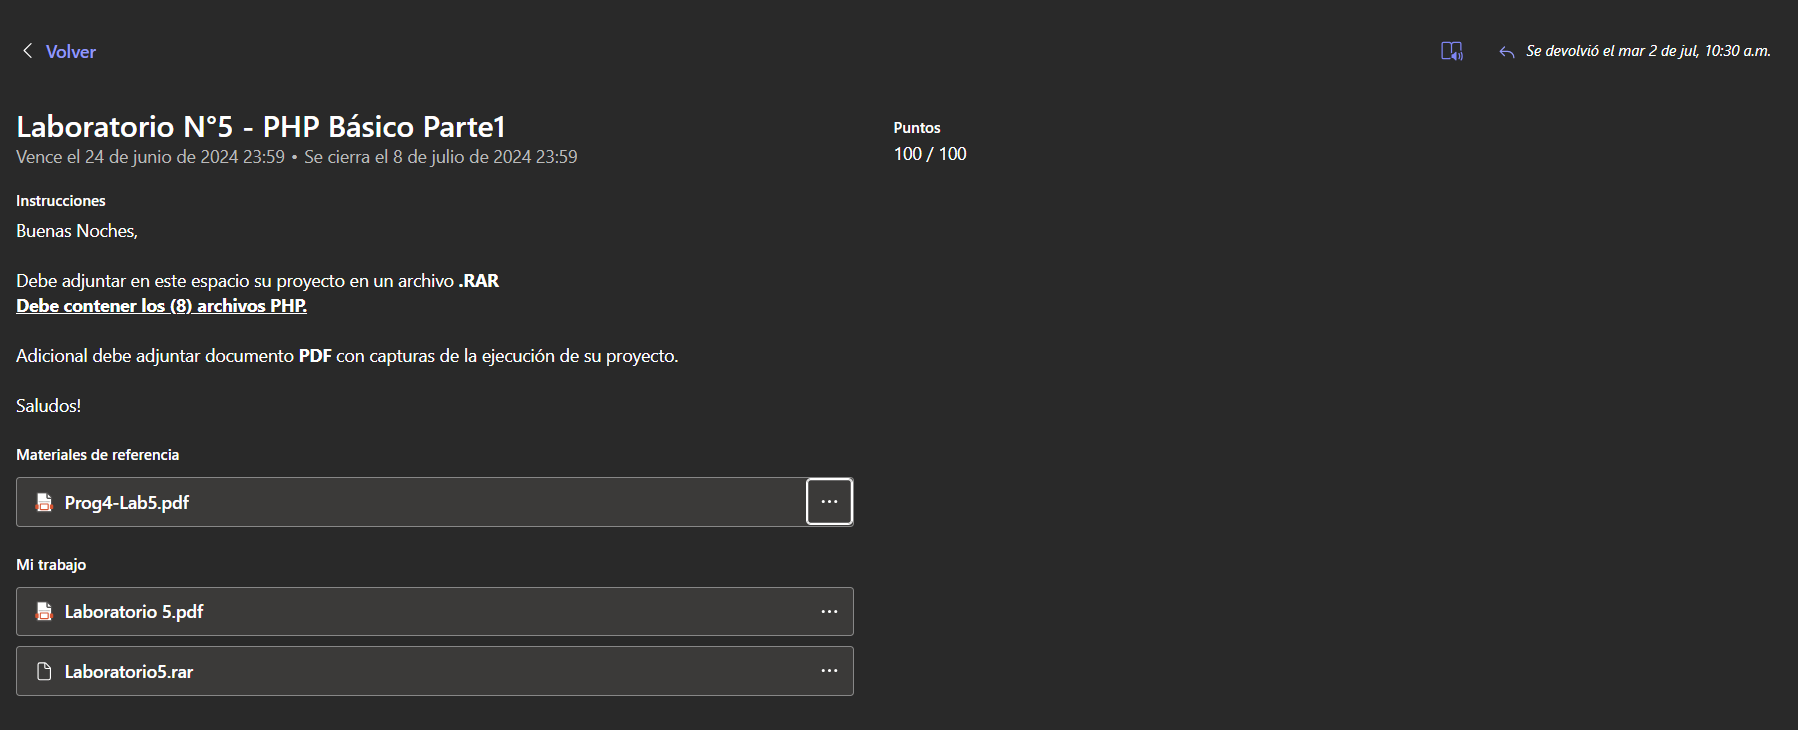 Volver
Se devolvió el mar 2 de jul, 10:30 a.m.
Laboratorio N°5 - PHP Básico Parte1
Vence el 24 de junio de 2024 23:59 • Se cierra el 8 de julio de 2024 23:59
Puntos
100 / 100
Instrucciones
Buenas Noches,
Debe adjuntar en este espacio su proyecto en un archivo .RAR
Debe contener los (8) archivos PHP.
Adicional debe adjuntar documento PDF con capturas de la ejecución de su proyecto.
Saludos!
Materiales de referencia
Prog4-Lab5.pdf
Mi trabajo
Laboratorio 5.pdf
Laboratorio5.rar